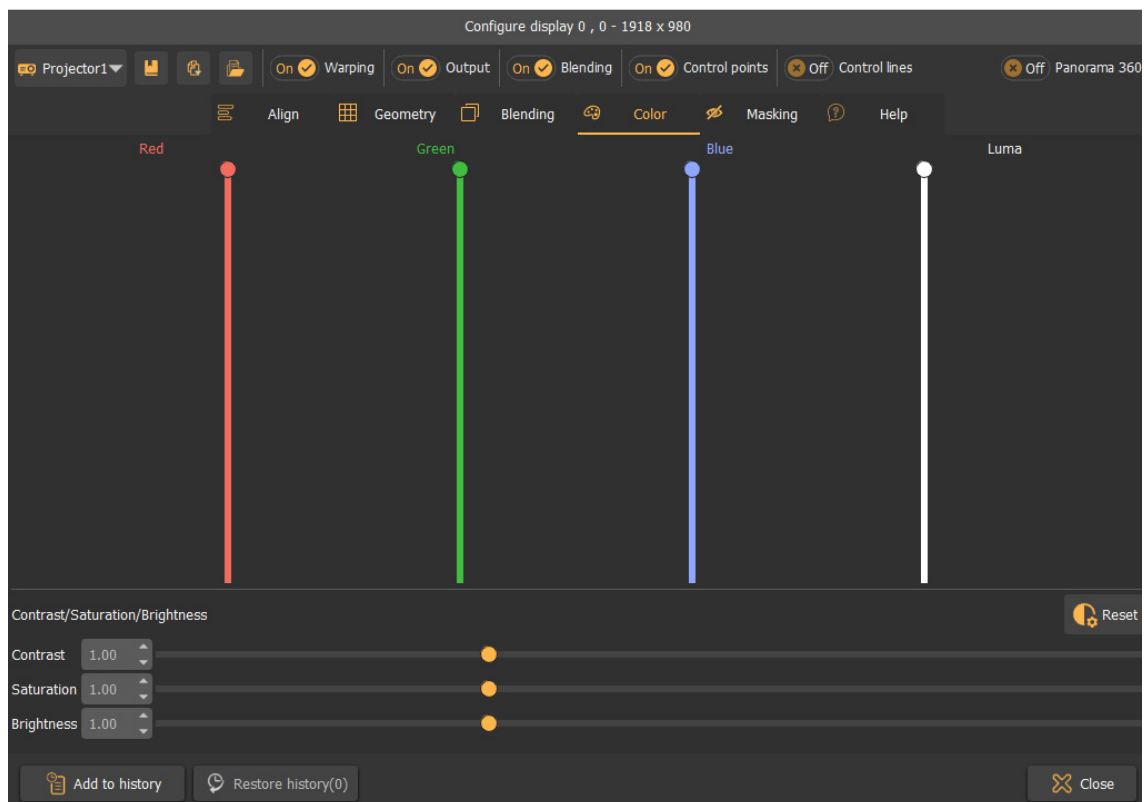 Configure display 0 , 0 - 1918 x 980
Projector1 On Warping On Output On Blending On Control points Off Control lines Off Panorama 360
Align Geometry Blending Color Masking Help
Red Green Blue Luma
Contrast/Saturation/Brightness Reset
Contrast 1.00
Saturation 1.00
Brightness 1.00
Add to history Restore history(0) Close